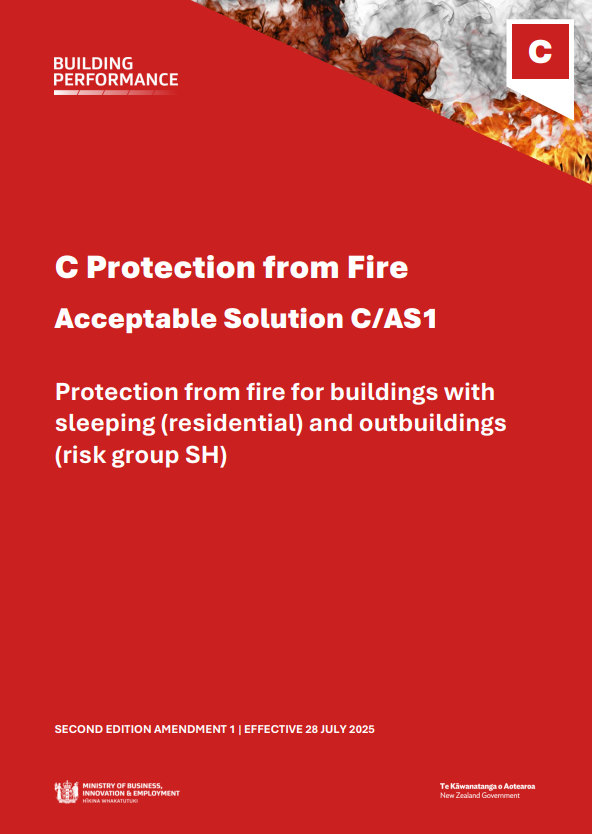 BUILDING
PERFORMANCE
C
C Protection from Fire
Acceptable Solution C/AS1
Protection from fire for buildings with
sleeping (residential) and outbuildings
(risk group SH)
SECOND EDITION AMENDMENT 1 | EFFECTIVE 28 JULY 2025
MINISTRY OF BUSINESS,
INNOVATION & EMPLOYMENT
HĪKINA WHAKATUTUKI
Te Kāwanatanga o Aotearoa
New Zealand Government